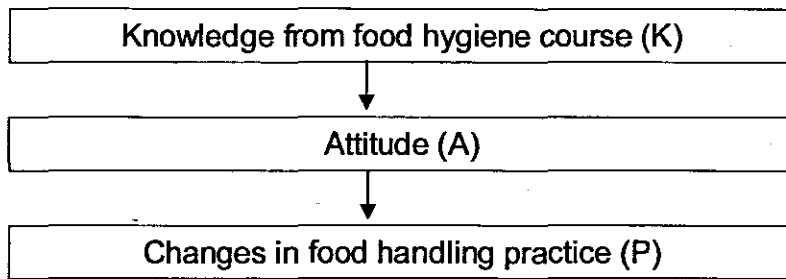 Knowledge from food hygiene course (K)
Attitude (A)
Changes in food handling practice (P)